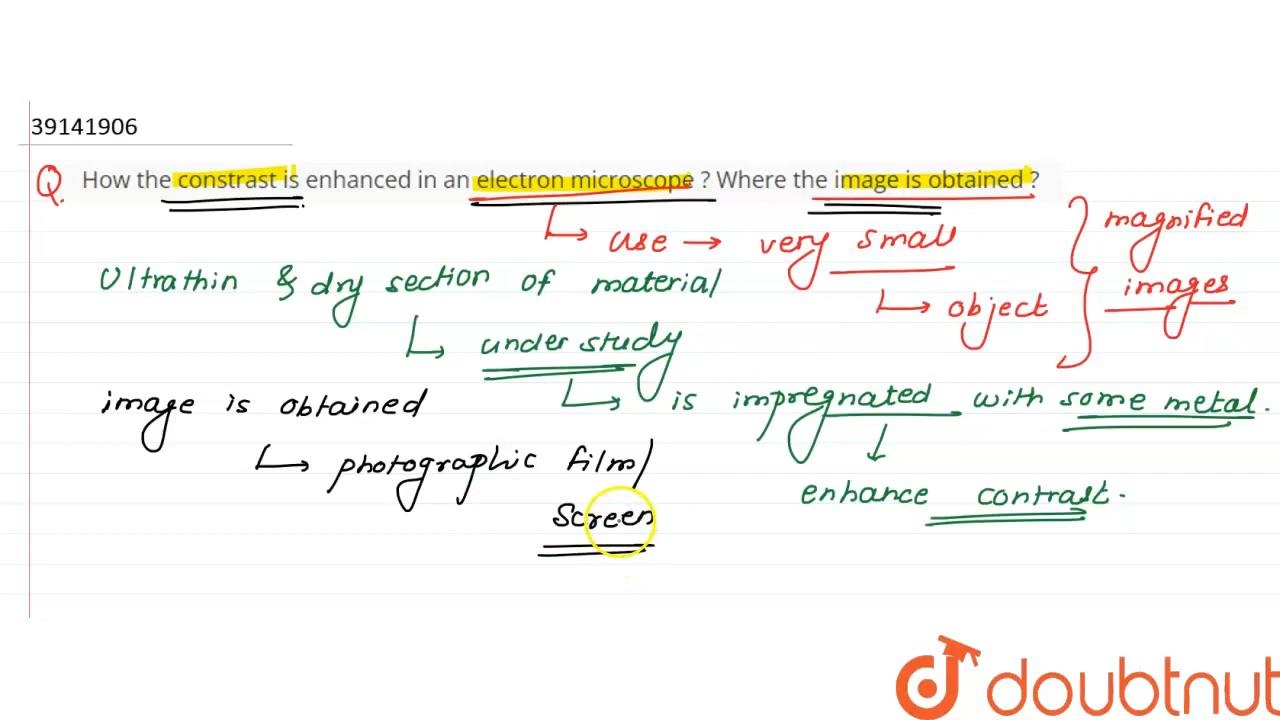 39141906
Q. How the constrast is enhanced in an electron microscope ? Where the image is obtained ?
use → very small
magnified
Ultrathin & dry section of material
object
images
under study
image is obtained
is impregnated with some metal.
photographic film/
enhance contrast.
Screen
doubtnut